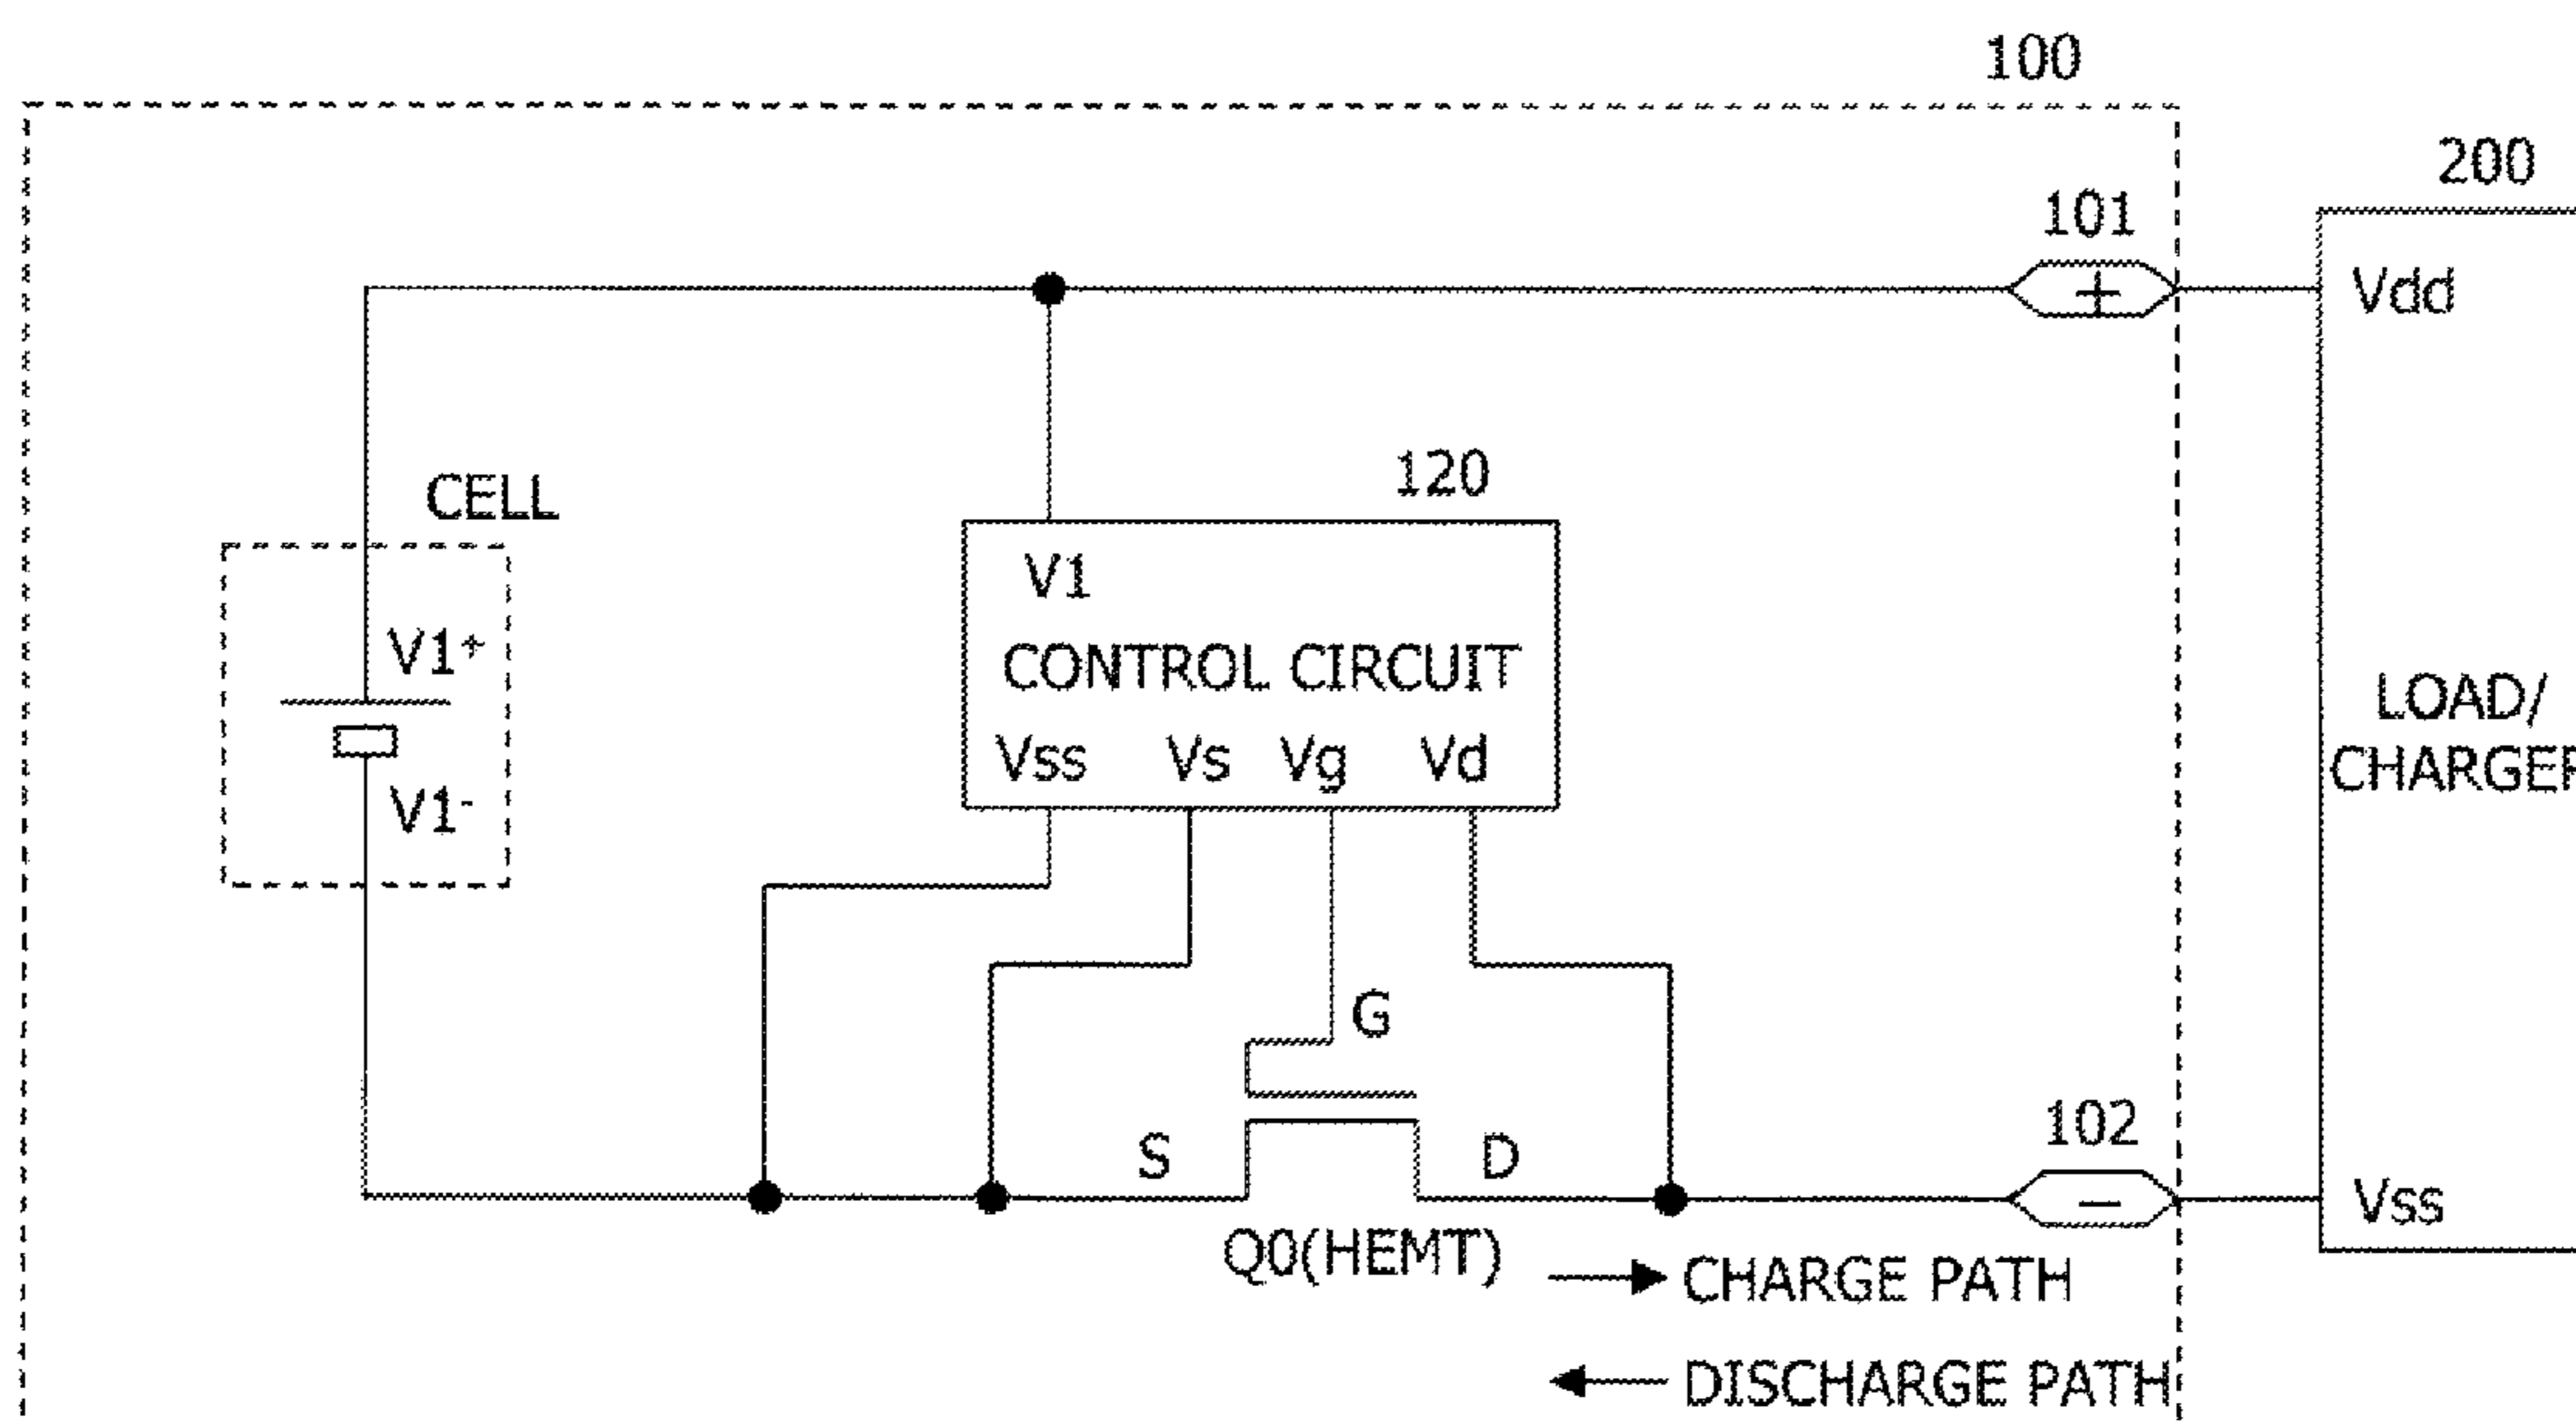 100
200
101
+
Vdd
CELL
120
V1
V1+
CONTROL CIRCUIT
LOAD/
Vss Vs Vg Vd
CHARGER
V1-
G
102
S
D
−
Vss
Q0(HEMT)
CHARGE PATH
DISCHARGE PATH